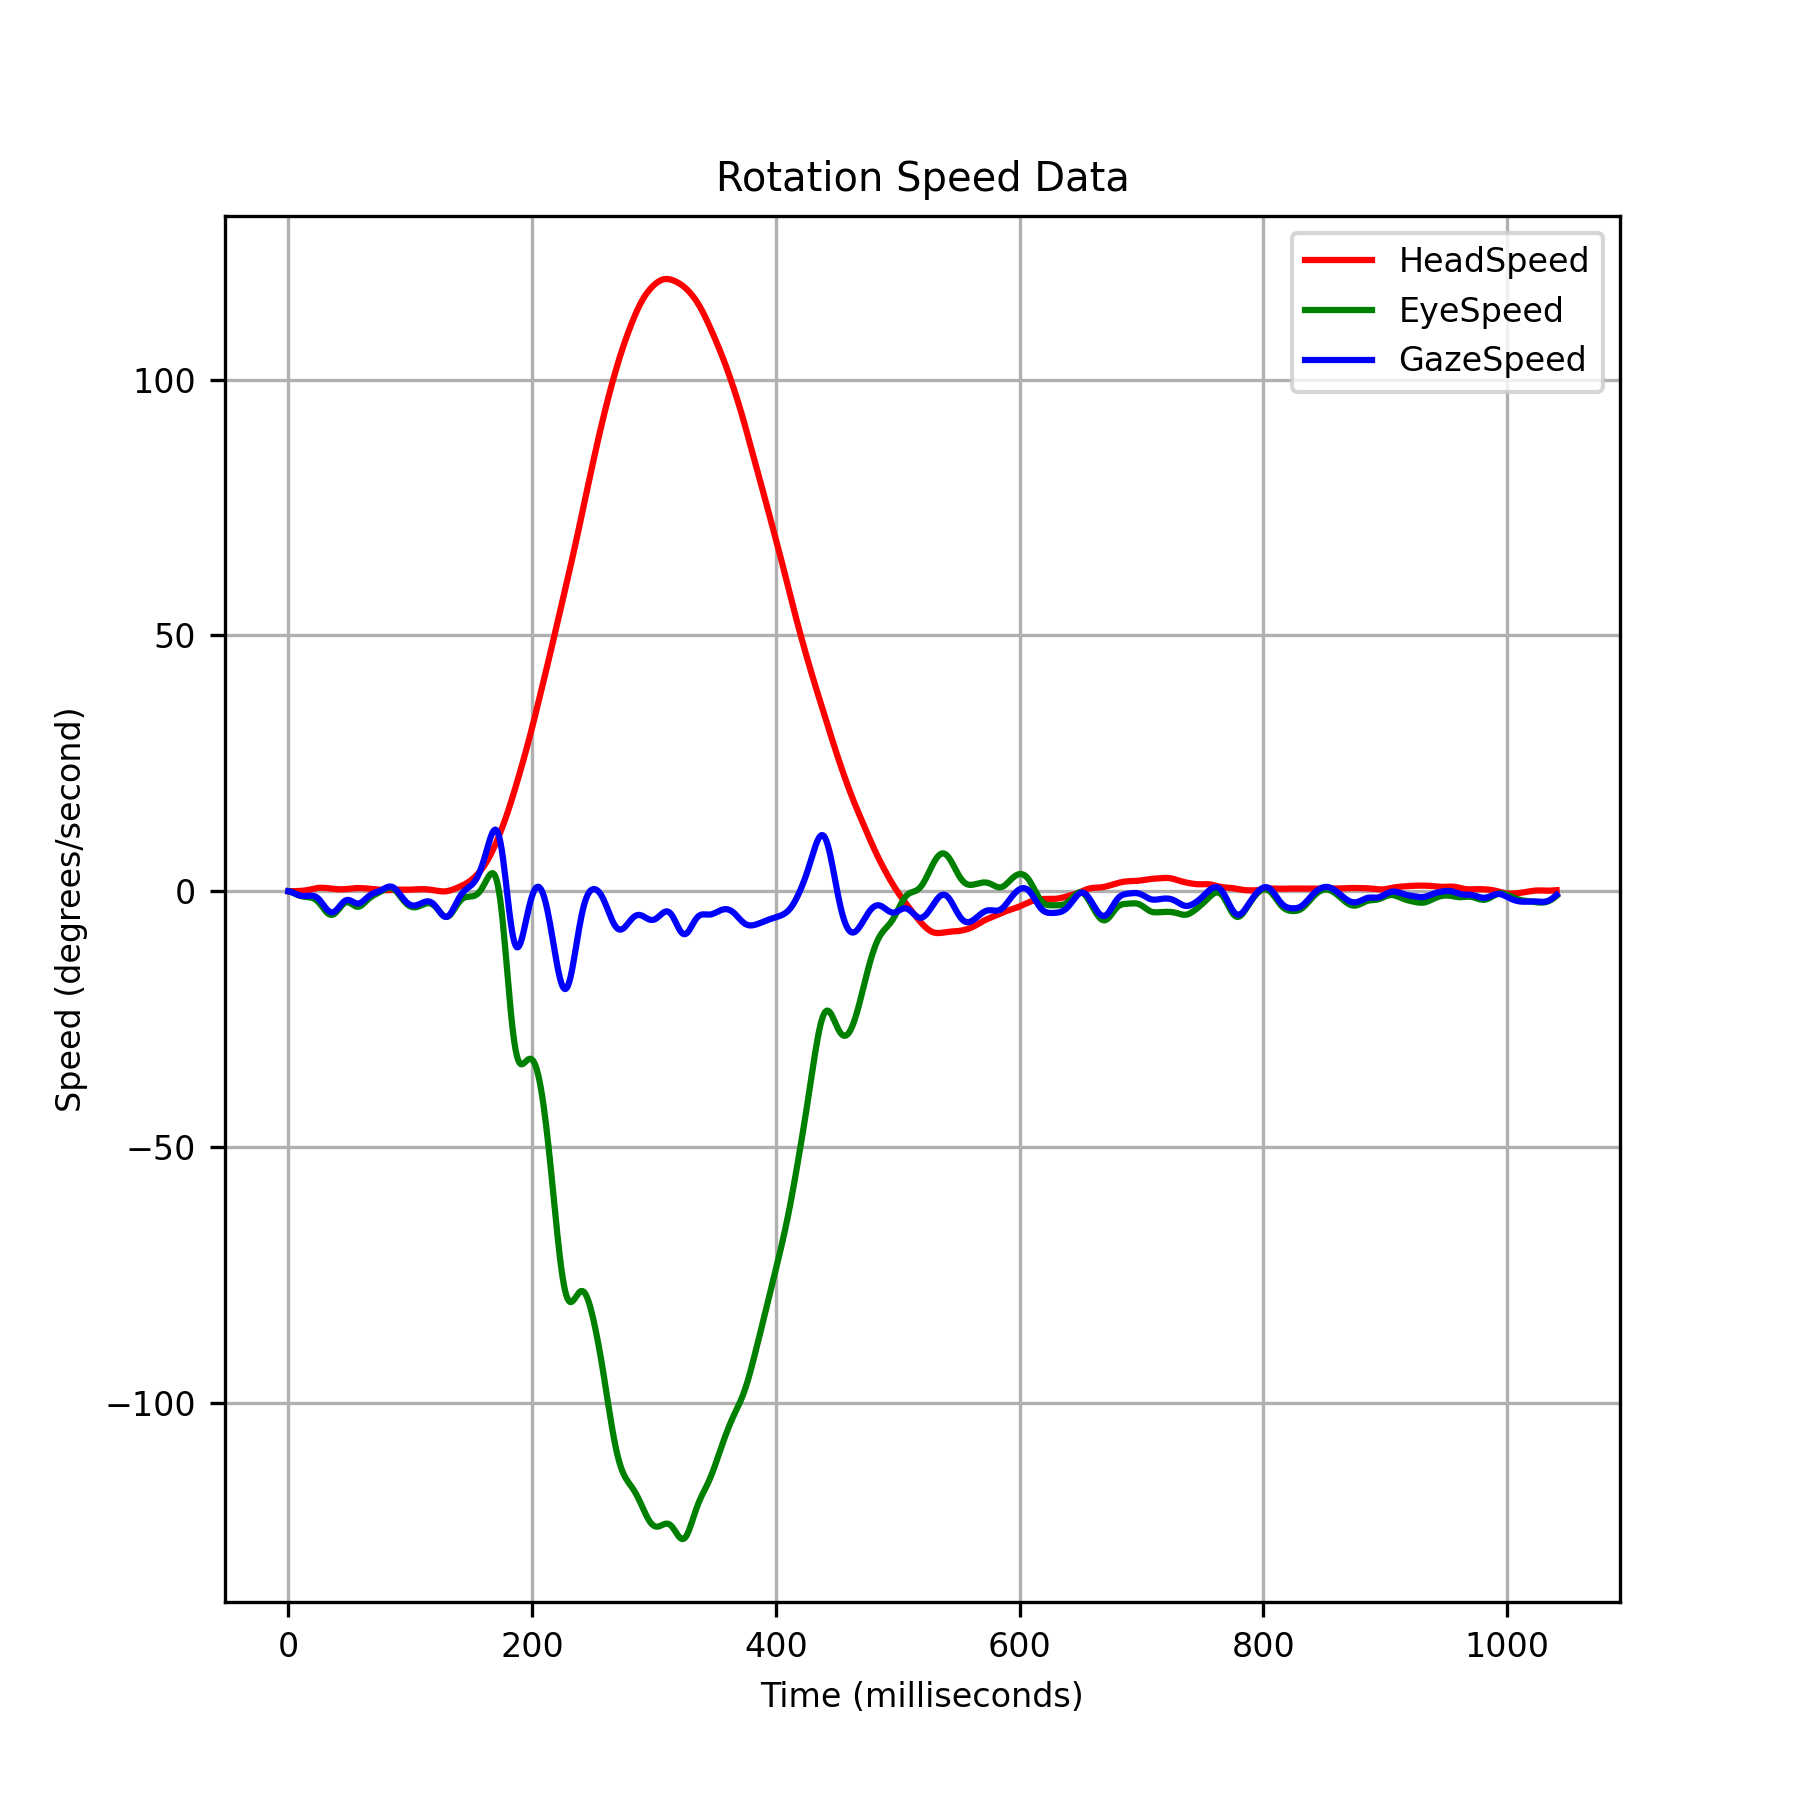 Rotation Speed Data
HeadSpeed
EyeSpeed
GazeSpeed
100
50
0
−50
−100
Speed (degrees/second)
0 200 400 600 800 1000
Time (milliseconds)